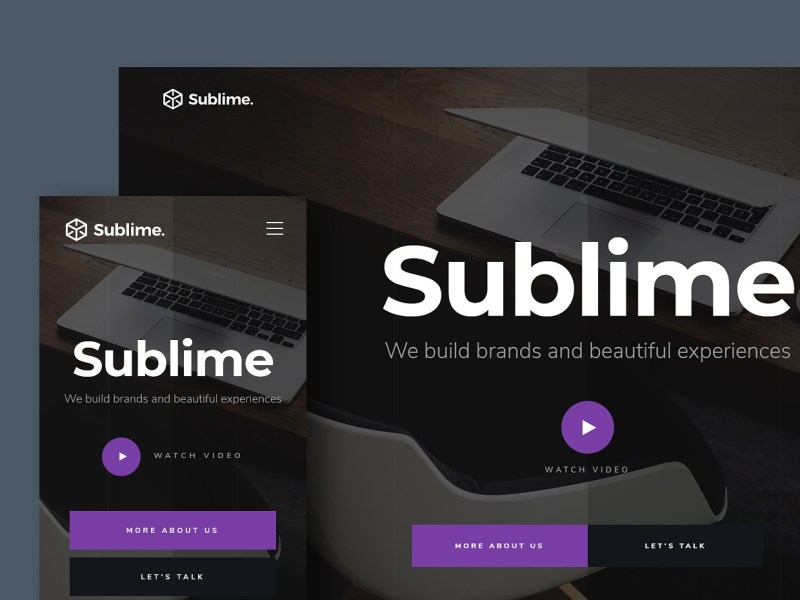 Sublime.
Sublime.
We build brands and beautiful experiences
WATCH VIDEO
MORE ABOUT US
LET'S TALK
Sublime.
Sublime
We build brands and beautiful experiences
WATCH VIDEO
MORE ABOUT US
LET'S TALK